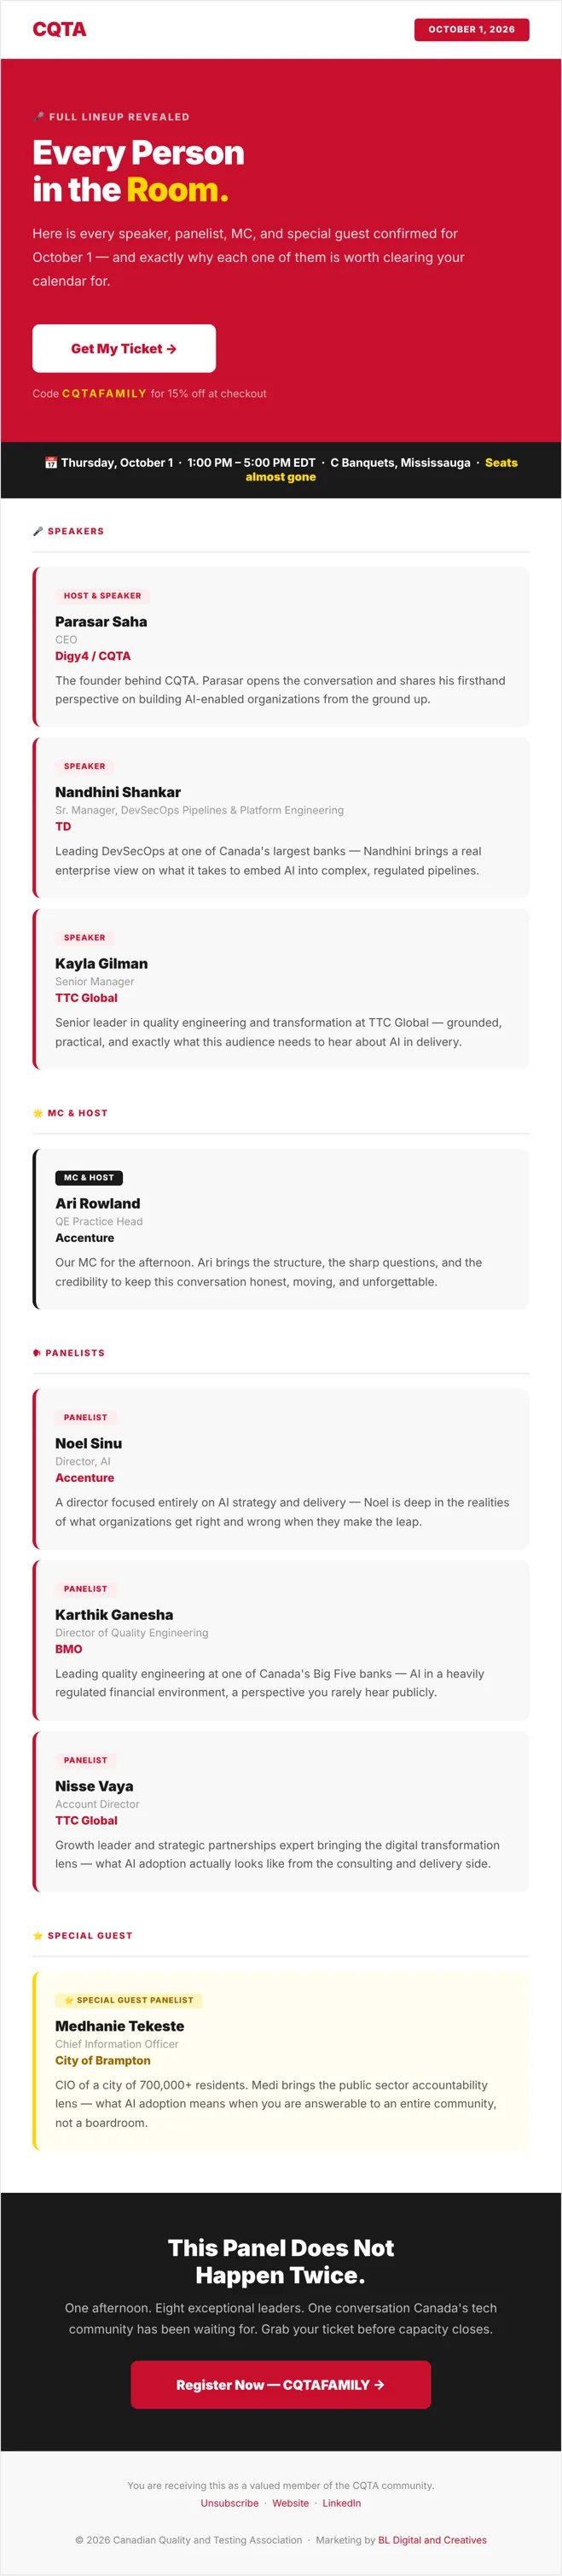 CQTA
OCTOBER 1, 2026
🎤 FULL LINEUP REVEALED
Every Person
in the Room.
Here is every speaker, panelist, MC, and special guest confirmed for
October 1 — and exactly why each one of them is worth clearing your
calendar for.
Get My Ticket →
Code CQTAFAMILY for 15% off at checkout
📅 Thursday, October 1 · 1:00 PM – 5:00 PM EDT · C Banquets, Mississauga · Seats
almost gone
🎤 SPEAKERS
HOST & SPEAKER
Parasar Saha
CEO
Digy4 / CQTA
The founder behind CQTA. Parasar opens the conversation and shares his firsthand
perspective on building AI-enabled organizations from the ground up.
SPEAKER
Nandhini Shankar
Sr. Manager, DevSecOps Pipelines & Platform Engineering
TD
Leading DevSecOps at one of Canada's largest banks — Nandhini brings a real
enterprise view on what it takes to embed AI into complex, regulated pipelines.
SPEAKER
Kayla Gilman
Senior Manager
TTC Global
Senior leader in quality engineering and transformation at TTC Global — grounded,
practical, and exactly what this audience needs to hear about AI in delivery.
🌟 MC & HOST
MC & HOST
Ari Rowland
QE Practice Head
Accenture
Our MC for the afternoon. Ari brings the structure, the sharp questions, and the
credibility to keep this conversation honest, moving, and unforgettable.
🗣 PANELISTS
PANELIST
Noel Sinu
Director, AI
Accenture
A director focused entirely on AI strategy and delivery — Noel is deep in the realities
of what organizations get right and wrong when they make the leap.
PANELIST
Karthik Ganesha
Director of Quality Engineering
BMO
Leading quality engineering at one of Canada's Big Five banks — AI in a heavily
regulated financial environment, a perspective you rarely hear publicly.
PANELIST
Nisse Vaya
Account Director
TTC Global
Growth leader and strategic partnerships expert bringing the digital transformation
lens — what AI adoption actually looks like from the consulting and delivery side.
⭐ SPECIAL GUEST
⭐ SPECIAL GUEST PANELIST
Medhanie Tekeste
Chief Information Officer
City of Brampton
CIO of a city of 700,000+ residents. Medi brings the public sector accountability
lens — what AI adoption means when you are answerable to an entire community,
not a boardroom.
This Panel Does Not
Happen Twice.
One afternoon. Eight exceptional leaders. One conversation Canada's tech
community has been waiting for. Grab your ticket before capacity closes.
Register Now — CQTAFAMILY →
You are receiving this as a valued member of the CQTA community.
Unsubscribe · Website · LinkedIn
© 2026 Canadian Quality and Testing Association · Marketing by BL Digital and Creatives